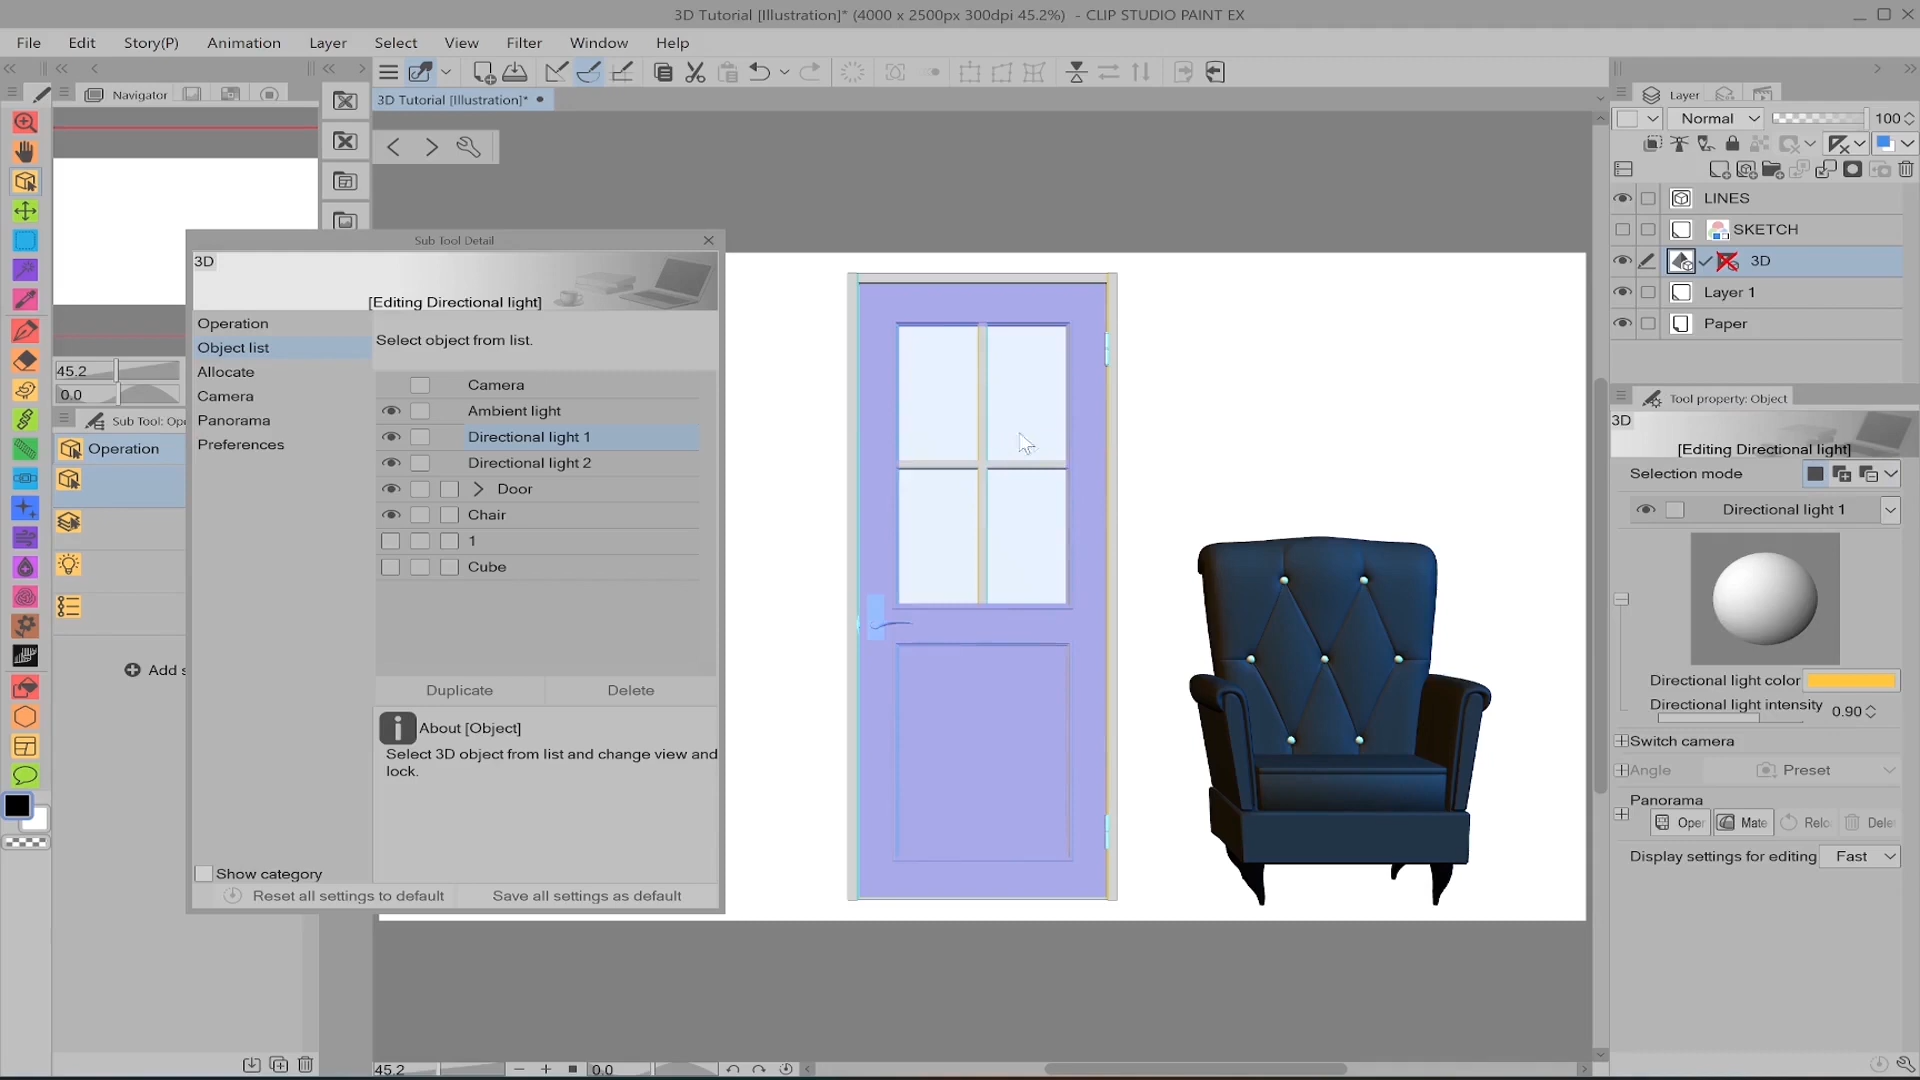 3D Tutorial [Illustration]* (4000 x 2500px 300dpi 45.2%) - CLIP STUDIO PAINT EX
File Edit Story(P) Animation Layer Select View Filter Window Help
Navigator
3D Tutorial [Illustration]*
45.2
0.0
Sub Tool: Ope
Operation
Add s
Sub Tool Detail
3D
[Editing Directional light]
Operation
Object list
Allocate
Camera
Panorama
Preferences
Select object from list.
Camera
Ambient light
Directional light 1
Directional light 2
Door
Chair
1
Cube
Duplicate Delete
About [Object]
Select 3D object from list and change view and
lock.
Show category
Reset all settings to default Save all settings as default
45.2 0.0
Layer
Normal 100
LINES
SKETCH
3D
Layer 1
Paper
Tool property: Object
3D
[Editing Directional light]
Selection mode
Directional light 1
Directional light color
Directional light intensity 0.90
Switch camera
Angle Preset
Panorama
Oper Mate Relo Dele
Display settings for editing Fast